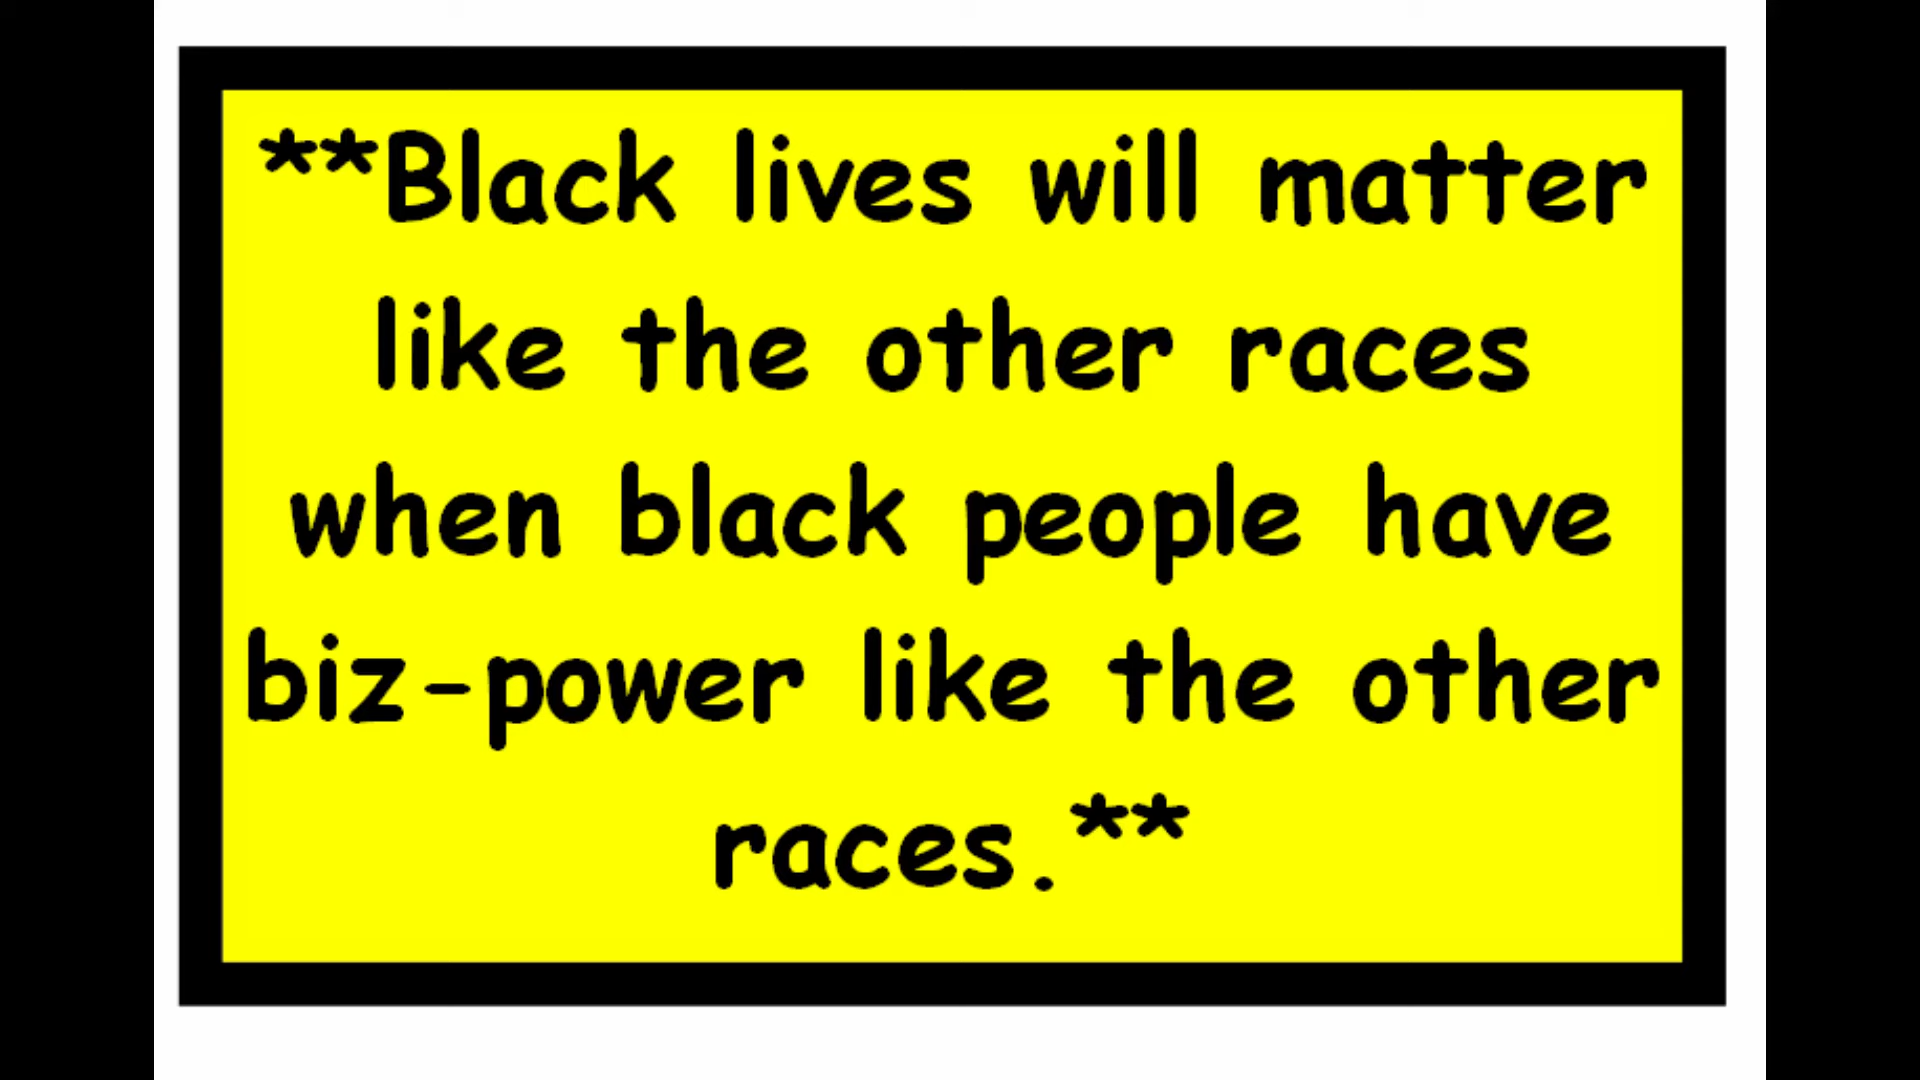 **Black lives will matter
like the other races
when black people have
biz-power like the other
races.**